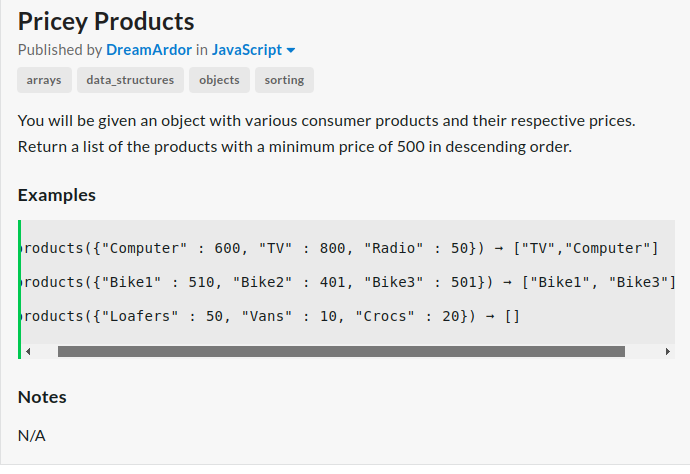 Pricey Products
Published by DreamArdor in JavaScript
arrays data_structures objects sorting
You will be given an object with various consumer products and their respective prices.
Return a list of the products with a minimum price of 500 in descending order.
Examples
products({"Computer" : 600, "TV" : 800, "Radio" : 50}) → ["TV","Computer"]
products({"Bike1" : 510, "Bike2" : 401, "Bike3" : 501}) → ["Bike1", "Bike3"]
products({"Loafers" : 50, "Vans" : 10, "Crocs" : 20}) → []
Notes
N/A